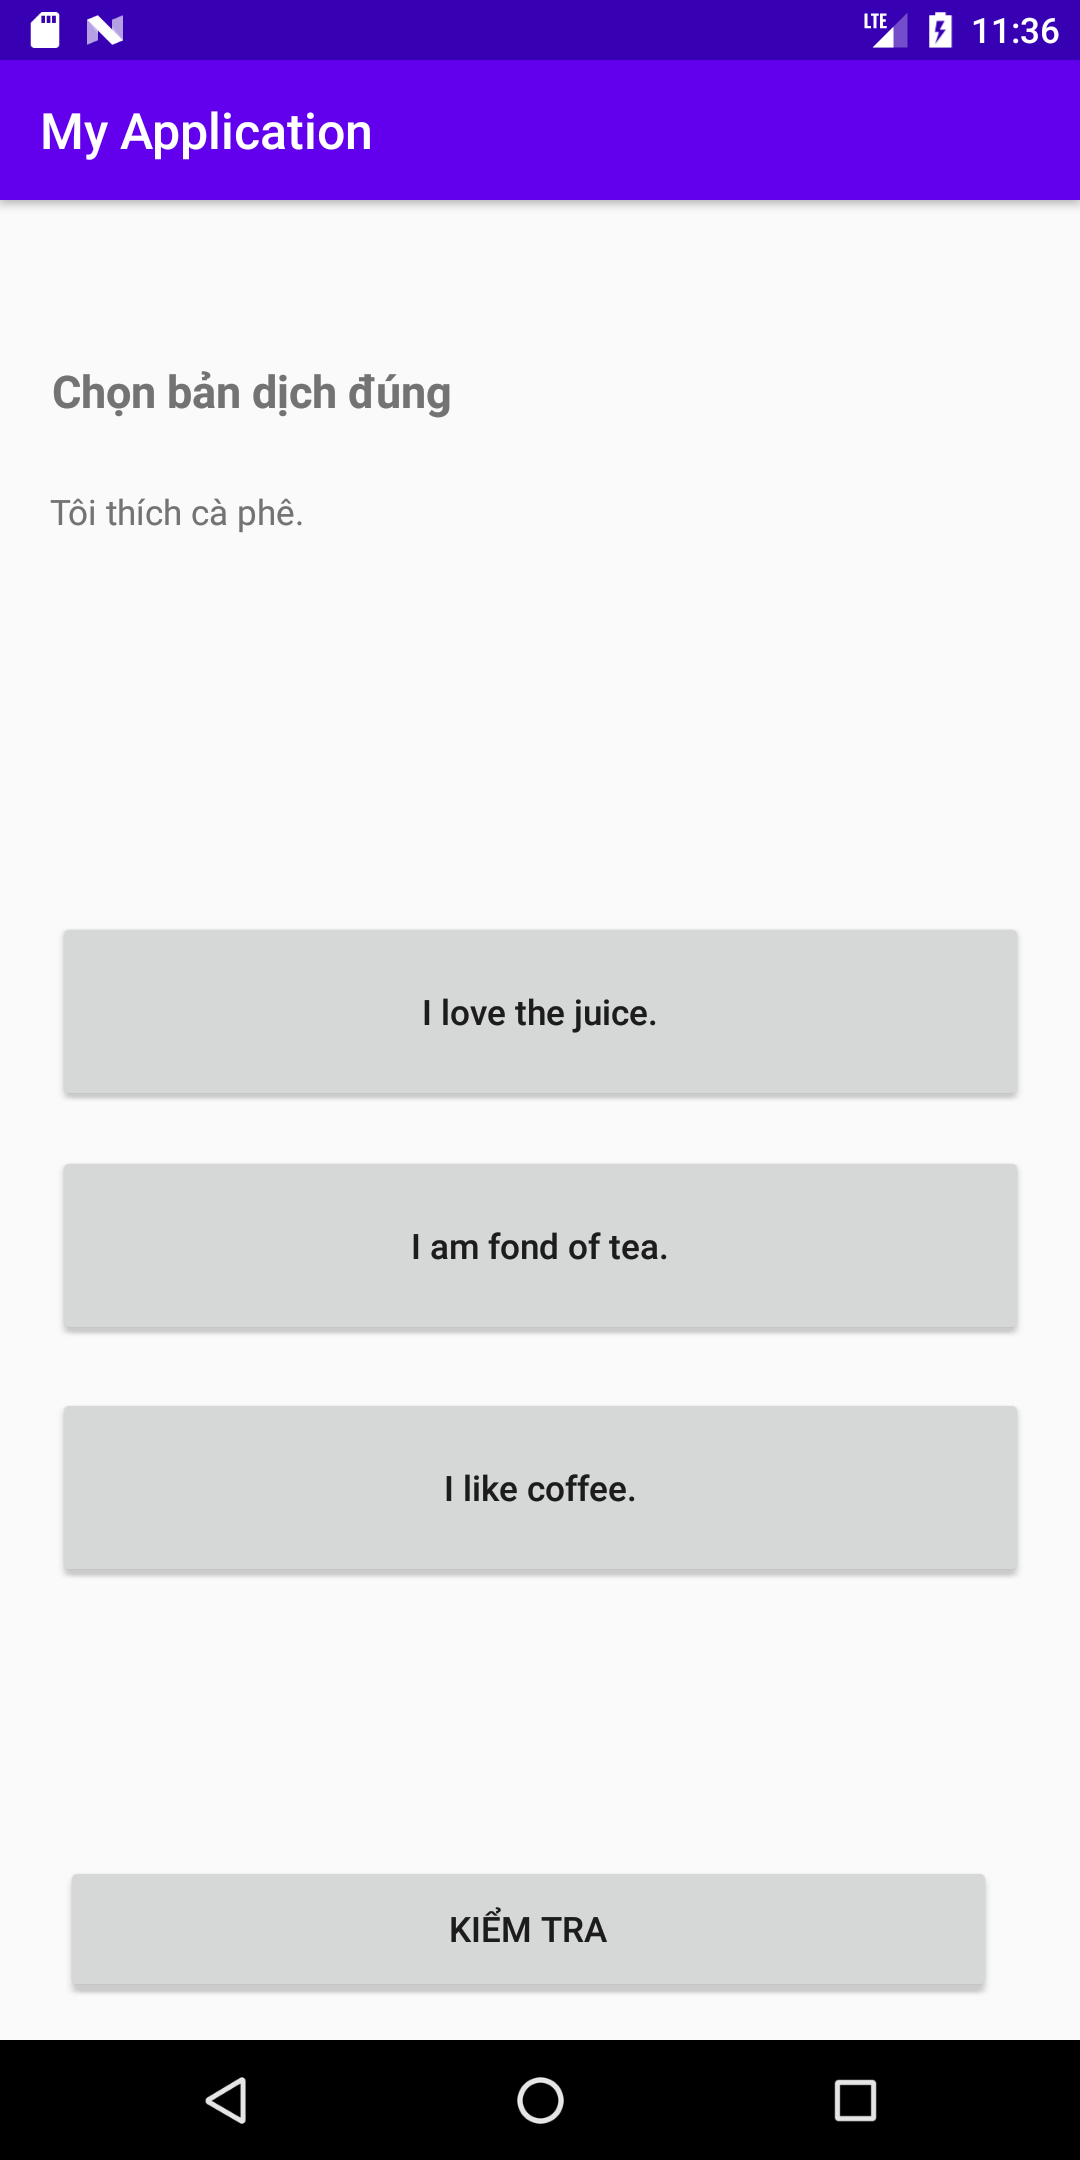 LTE 11:36
My Application
Chọn bản dịch đúng
Tôi thích cà phê.
I love the juice.
I am fond of tea.
I like coffee.
KIỂM TRA